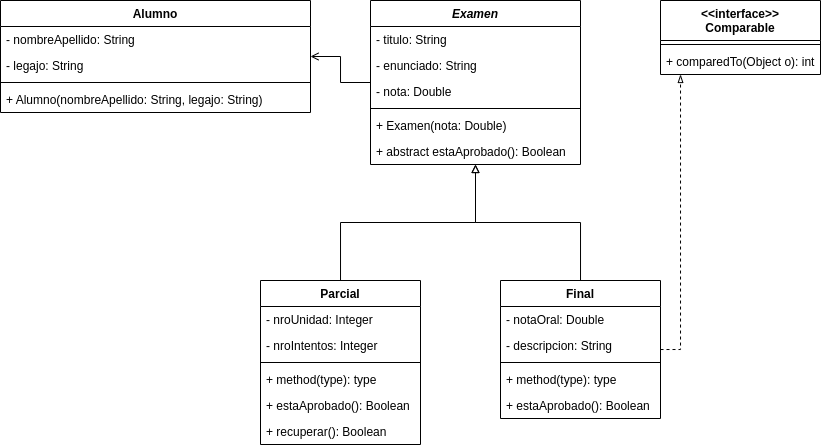 Alumno
- nombreApellido: String
- legajo: String
+ Alumno(nombreApellido: String, legajo: String)
Examen
- titulo: String
- enunciado: String
- nota: Double
+ Examen(nota: Double)
+ abstract estaAprobado(): Boolean
<<interface>>
Comparable
+ comparedTo(Object o): int
Parcial
- nroUnidad: Integer
- nroIntentos: Integer
+ method(type): type
+ estaAprobado(): Boolean
+ recuperar(): Boolean
Final
- notaOral: Double
- descripcion: String
+ method(type): type
+ estaAprobado(): Boolean